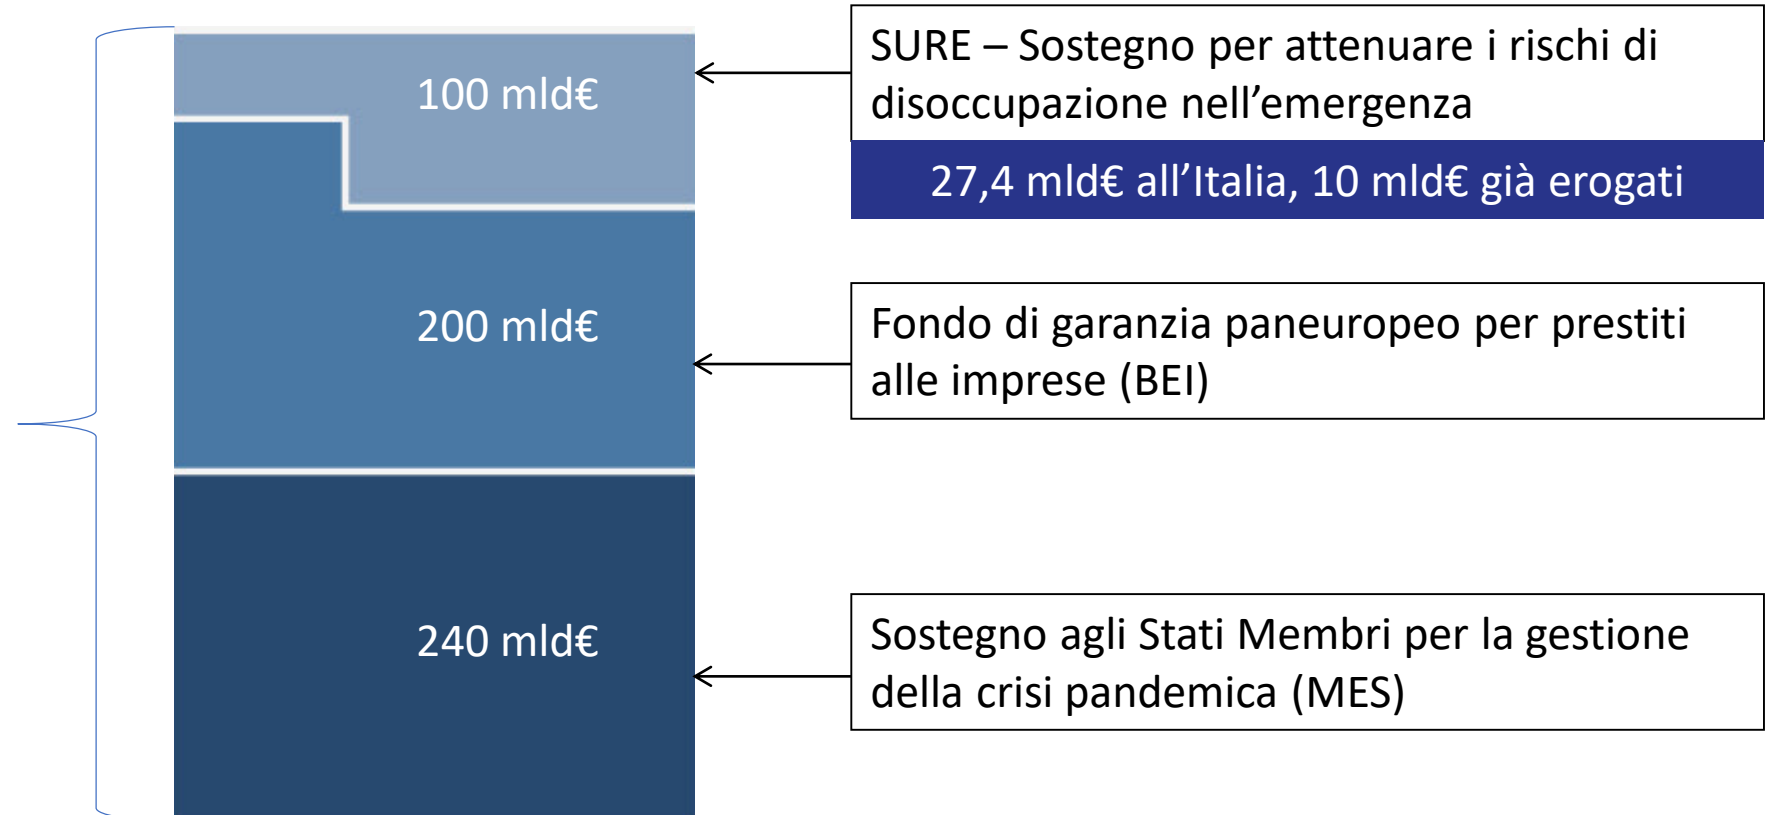 100 mld€
SURE – Sostegno per attenuare i rischi di
disoccupazione nell’emergenza
27,4 mld€ all’Italia, 10 mld€ già erogati
200 mld€
Fondo di garanzia paneuropeo per prestiti
alle imprese (BEI)
240 mld€
Sostegno agli Stati Membri per la gestione
della crisi pandemica (MES)